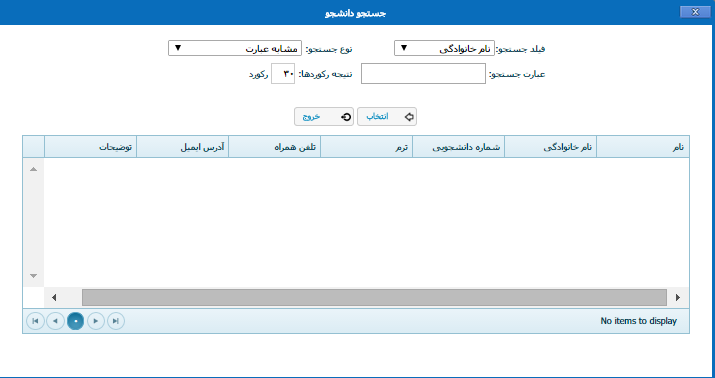 جستجو دانشجو
X
فیلد جستجو: نام خانوادگی نوع جستجو: مشابه عبارت
عبارت جستجو: نتیجه رکوردها: ۳۰ رکورد
انتخاب خروج
نام نام خانوادگی شماره دانشجویی ترم تلفن همراه آدرس ایمیل توضیحات
No items to display